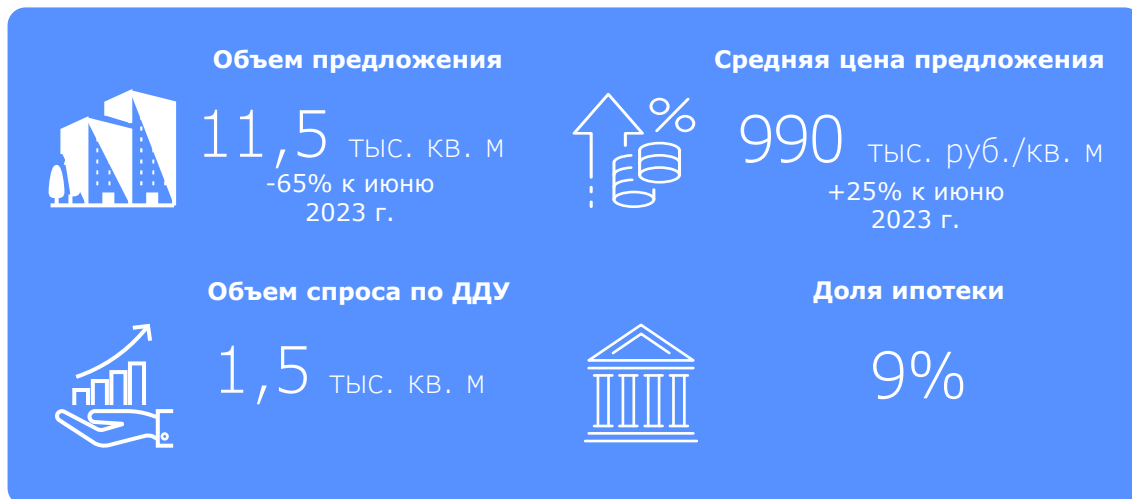 Объем предложения
11,5 тыс. кв. м
-65% к июню
2023 г.
Средняя цена предложения
%
990 тыс. руб./кв. м
+25% к июню
2023 г.
Объем спроса по ДДУ
1,5 тыс. кв. м
Доля ипотеки
9%